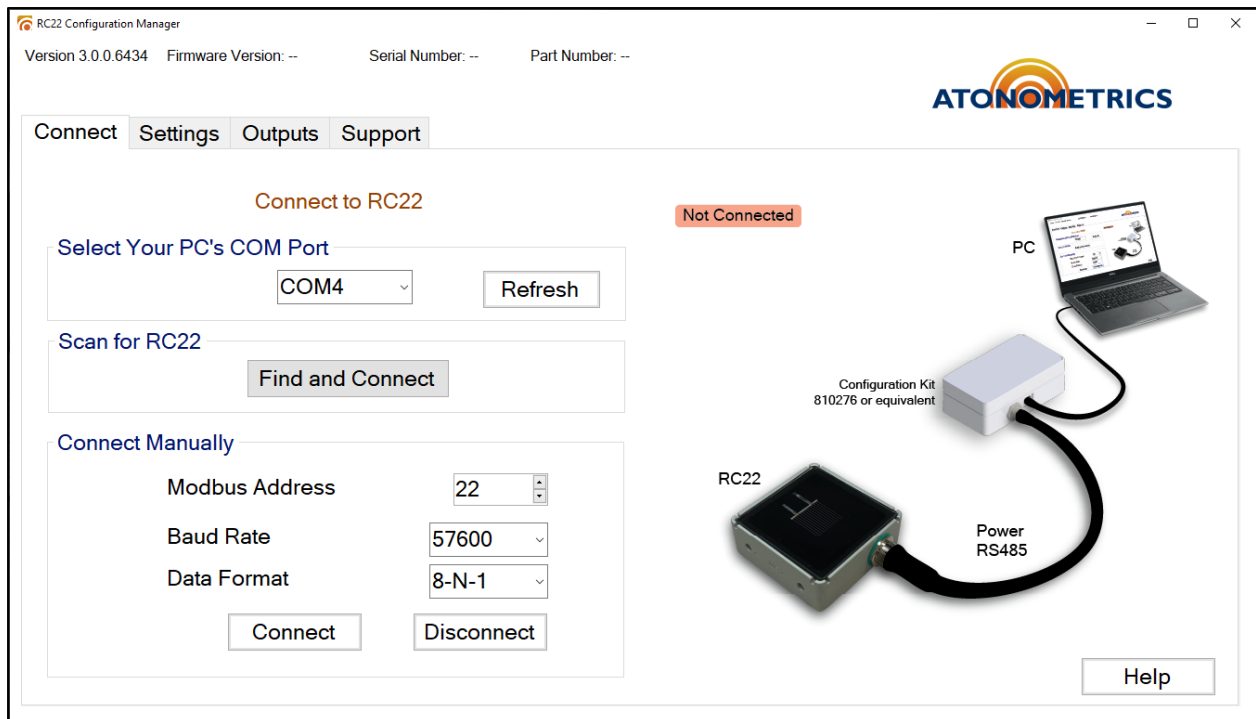 RC22 Configuration Manager
Version 3.0.0.6434 Firmware Version: -- Serial Number: -- Part Number: --
ATONOMETRICS
Connect Settings Outputs Support
Connect to RC22
Not Connected
Select Your PC's COM Port
COM4
Refresh
Scan for RC22
Find and Connect
Connect Manually
Modbus Address
22
Baud Rate
57600
Data Format
8-N-1
Connect
Disconnect
PC
Configuration Kit
810276 or equivalent
RC22
Power
RS485
Help